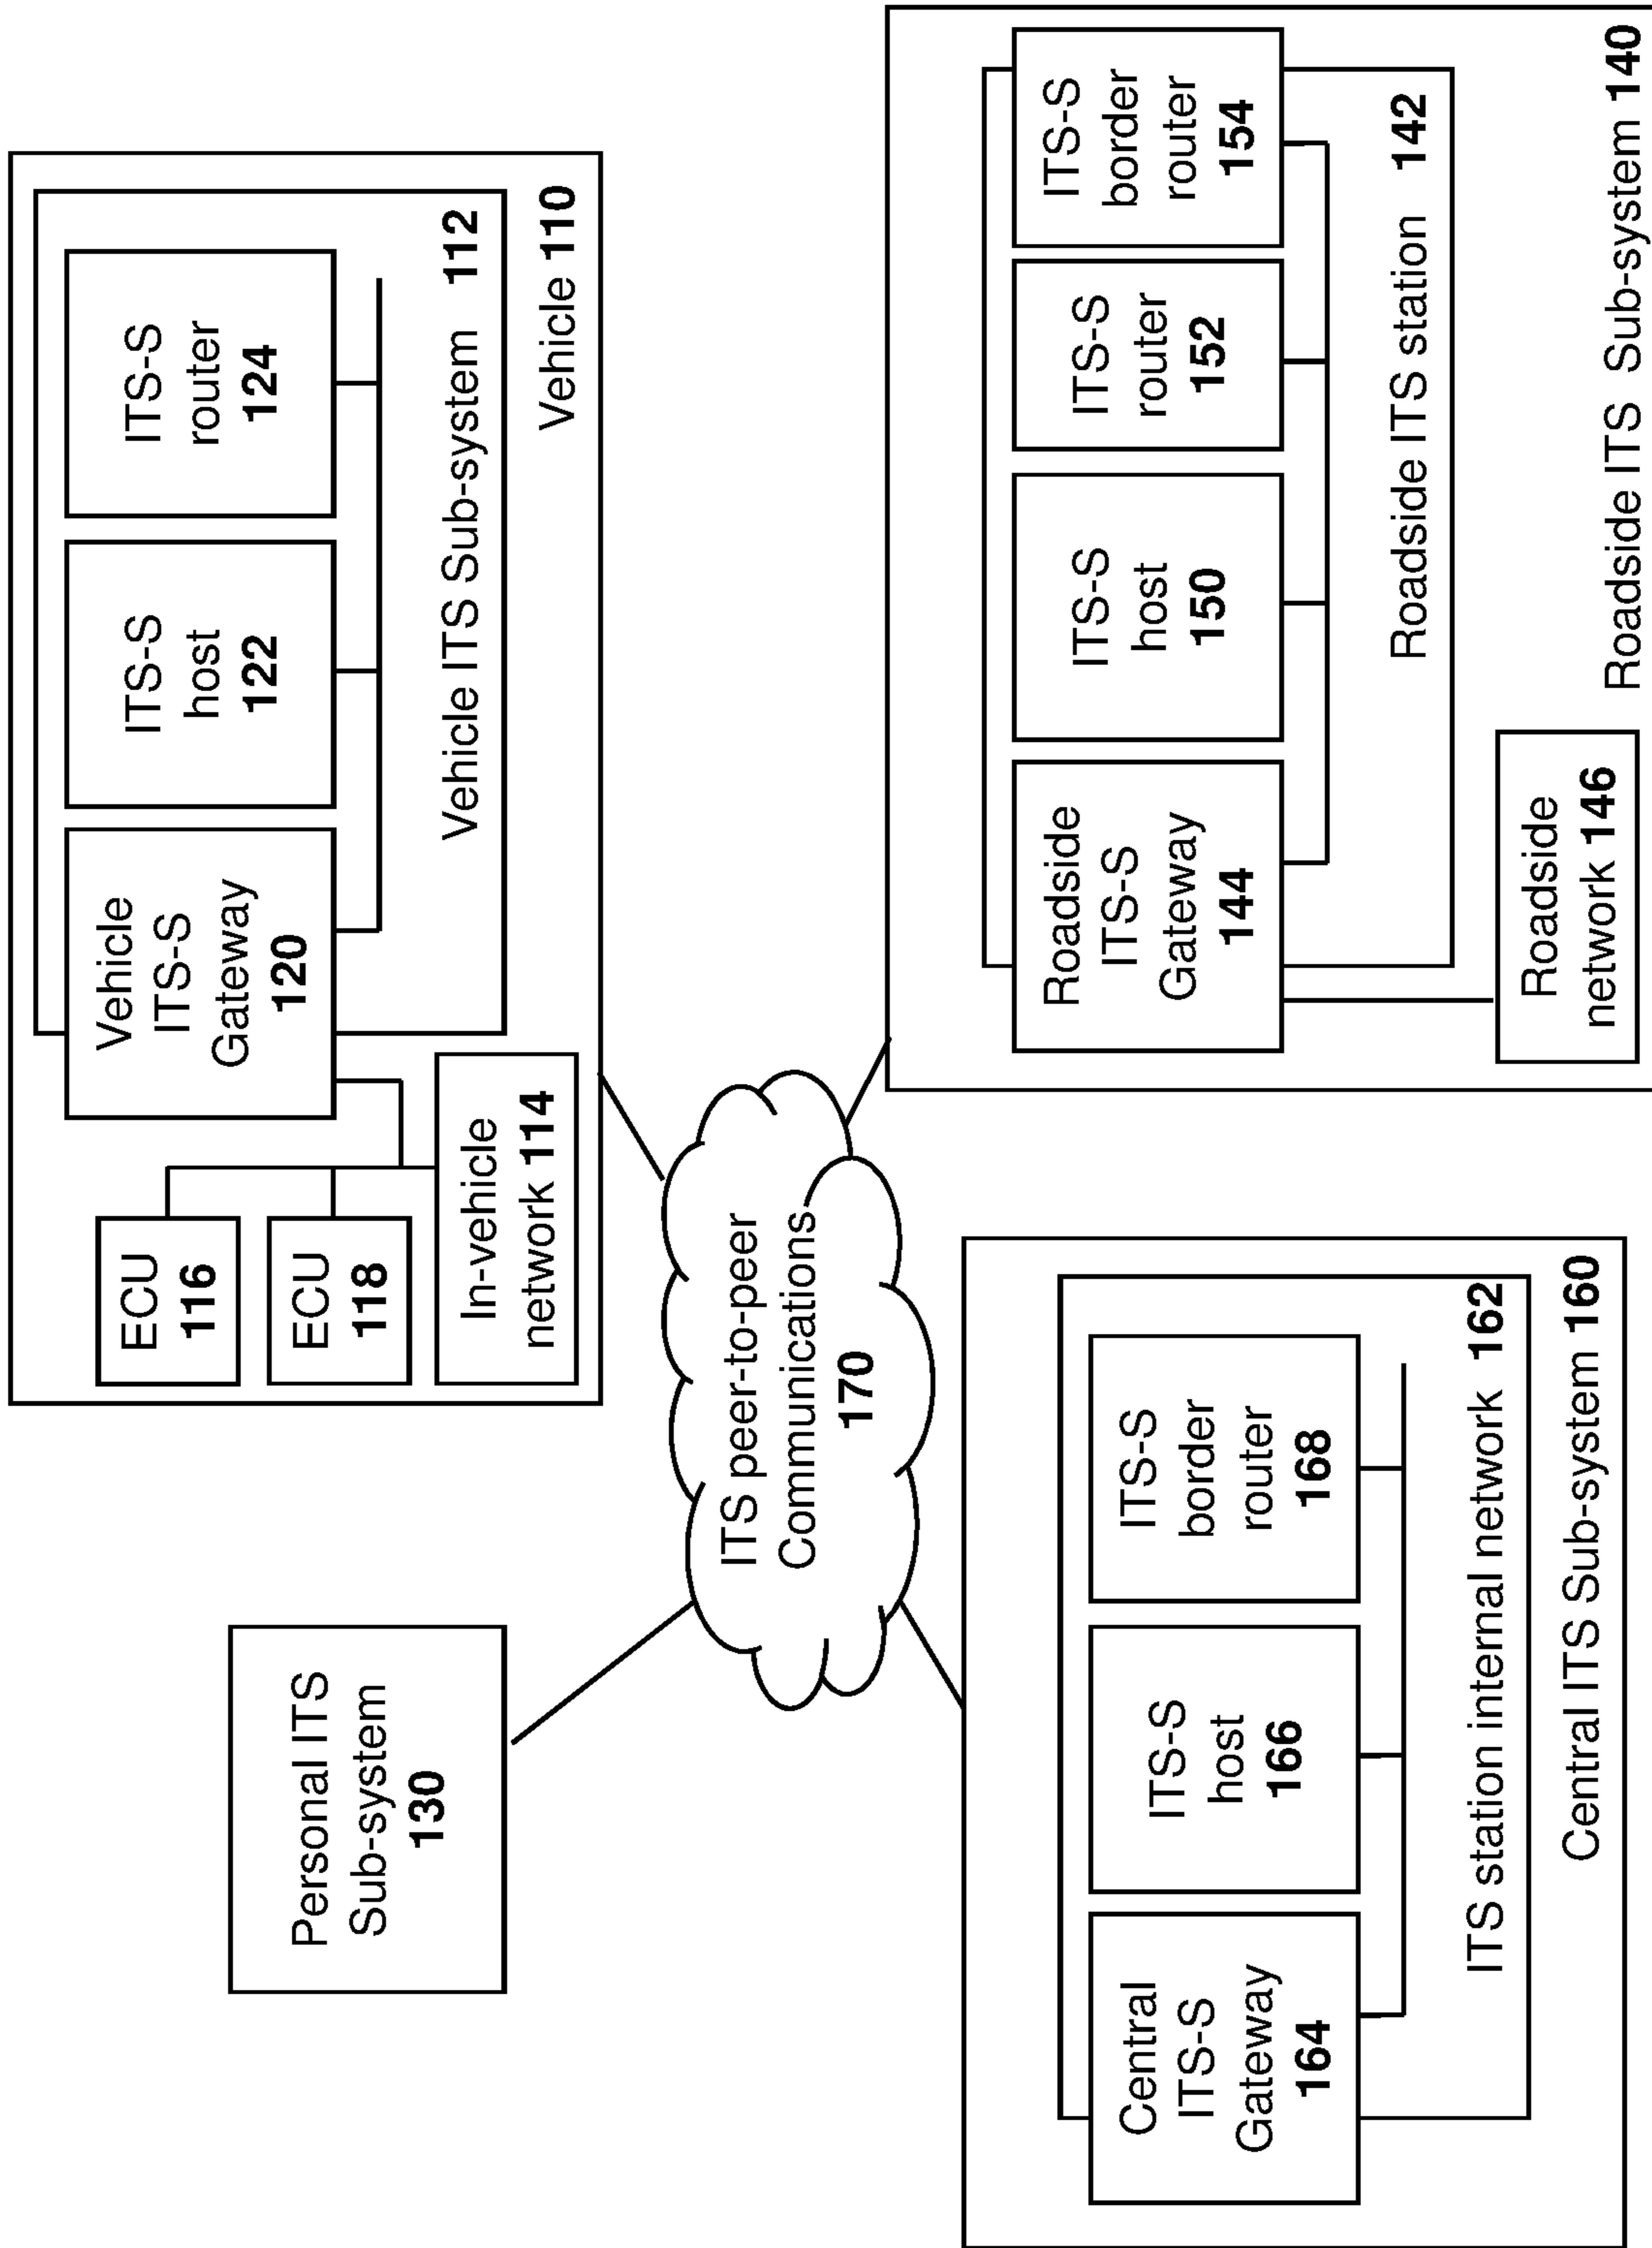 Personal ITS
Sub-system
130
ECU
116
ECU
118
In-vehicle
network 114
Vehicle
ITS-S
Gateway
120
ITS-S
host
122
ITS-S
router
124
Vehicle ITS Sub-system 112
Vehicle 110
ITS peer-to-peer
Communications
170
Central
ITS-S
Gateway
164
ITS-S
host
166
ITS-S
border
router
168
ITS station internal network 162
Central ITS Sub-system 160
Roadside
ITS-S
Gateway
144
ITS-S
host
150
ITS-S
router
152
ITS-S
border
router
154
Roadside ITS station 142
Roadside
network 146
Roadside ITS Sub-system 140